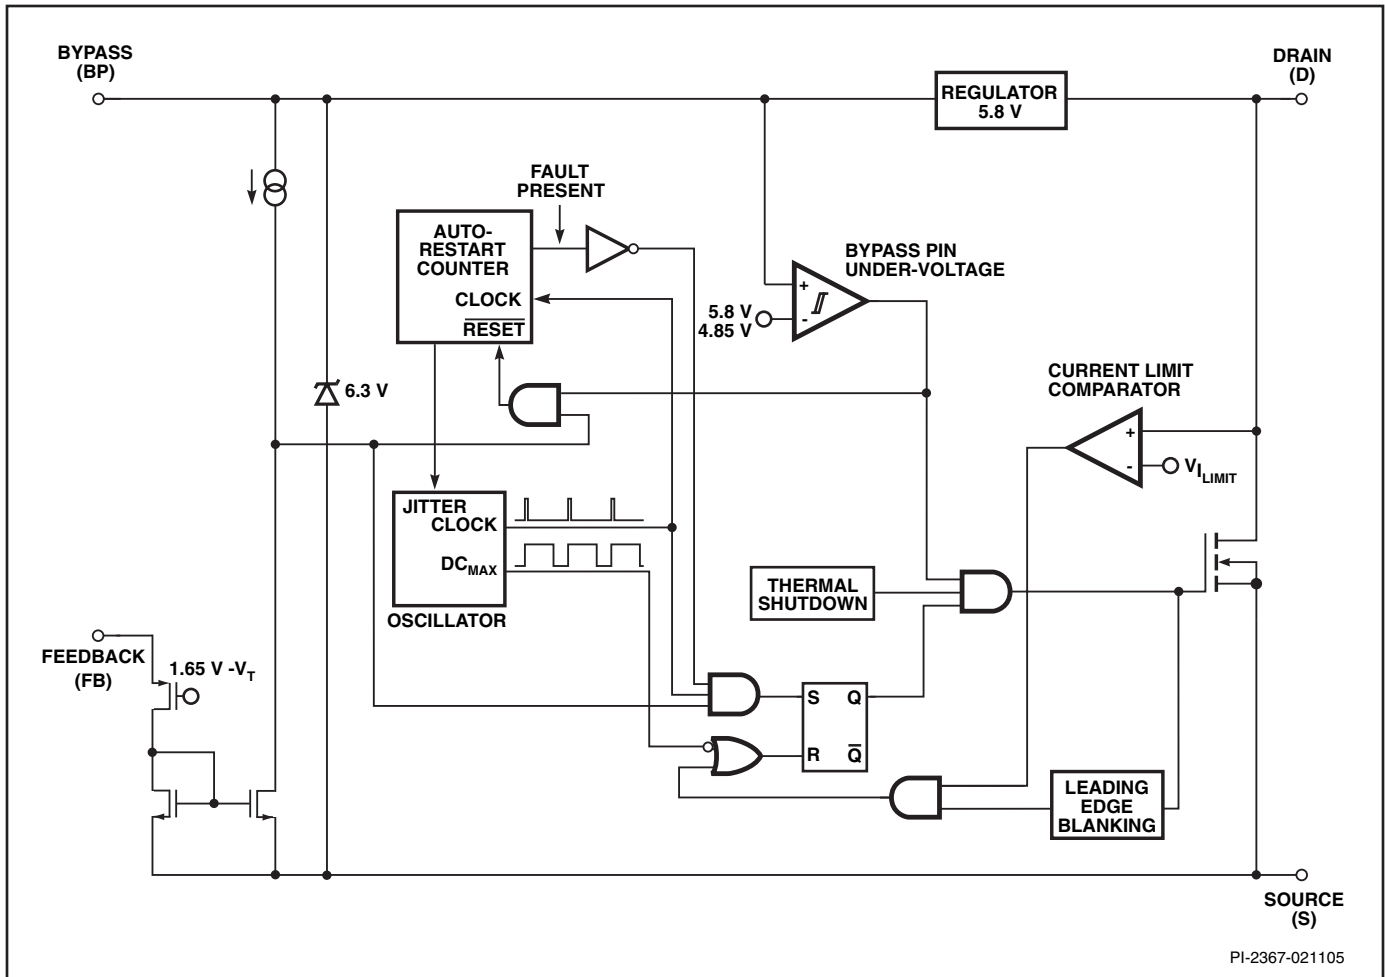 BYPASS
(BP)
DRAIN
(D)
REGULATOR
5.8 V
FAULT
PRESENT
AUTO-
RESTART
COUNTER
CLOCK
RESET
BYPASS PIN
UNDER-VOLTAGE
+
-
5.8 V
4.85 V
6.3 V
CURRENT LIMIT
COMPARATOR
+
-
VI LIMIT
JITTER
CLOCK
DCMAX
OSCILLATOR
THERMAL
SHUTDOWN
FEEDBACK
(FB)
1.65 V -VT
S Q
R Q̅
LEADING
EDGE
BLANKING
SOURCE
(S)
PI-2367-021105